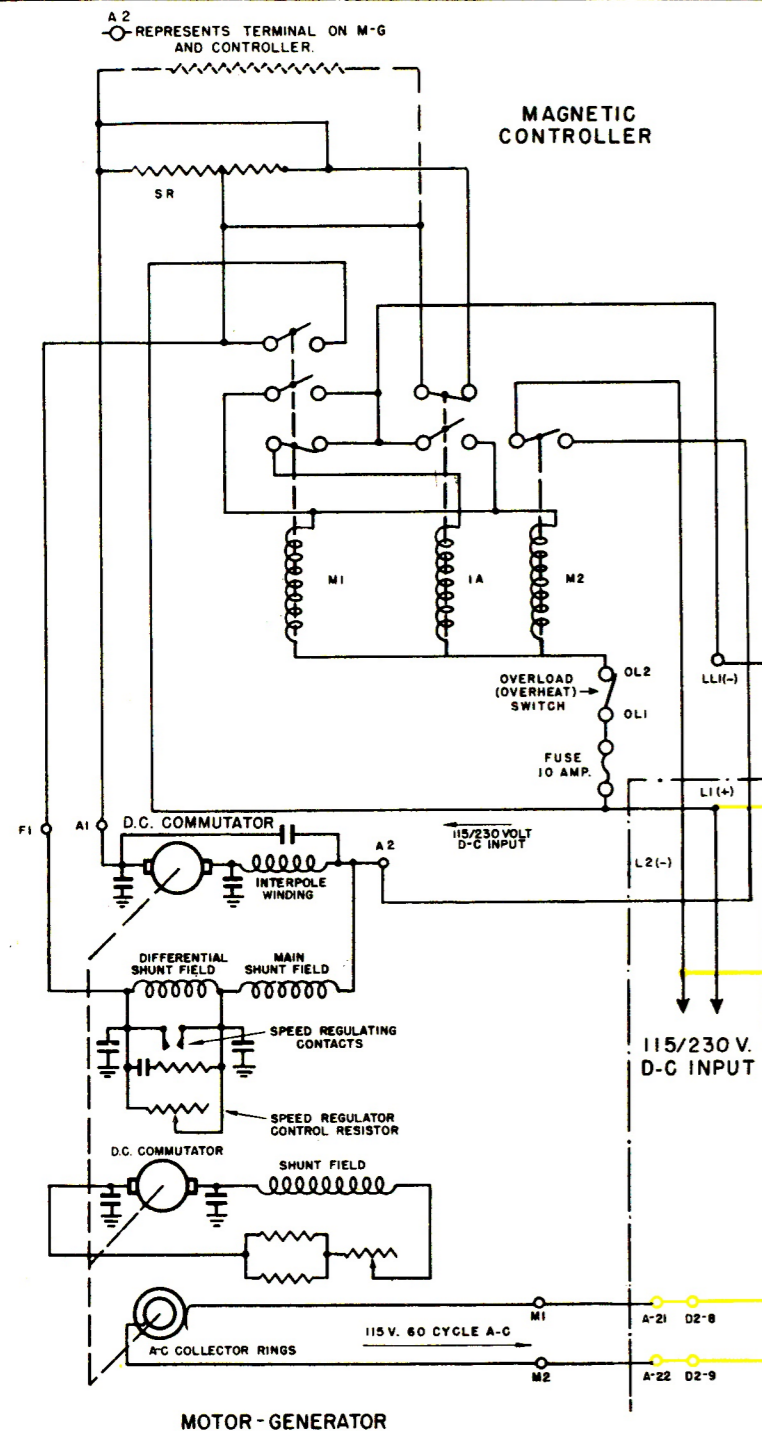 A 2
REPRESENTS TERMINAL ON M-G
AND CONTROLLER.
MAGNETIC
CONTROLLER
SR
M1
1A
M2
OVERLOAD
(OVERHEAT)
SWITCH
OL2
OL1
LL1(-)
FUSE
10 AMP.
L1(+)
F1
A1
D.C. COMMUTATOR
A 2
115/230 VOLT
D-C INPUT
L2(-)
INTERPOLE
WINDING
DIFFERENTIAL
SHUNT FIELD
MAIN
SHUNT FIELD
SPEED REGULATING
CONTACTS
115/230 V.
D-C INPUT
SPEED REGULATOR
CONTROL RESISTOR
D.C. COMMUTATOR
SHUNT FIELD
M1
A-21
D2-8
115 V. 60 CYCLE A-C
A-C COLLECTOR RINGS
M2
A-22
D2-9
MOTOR-GENERATOR